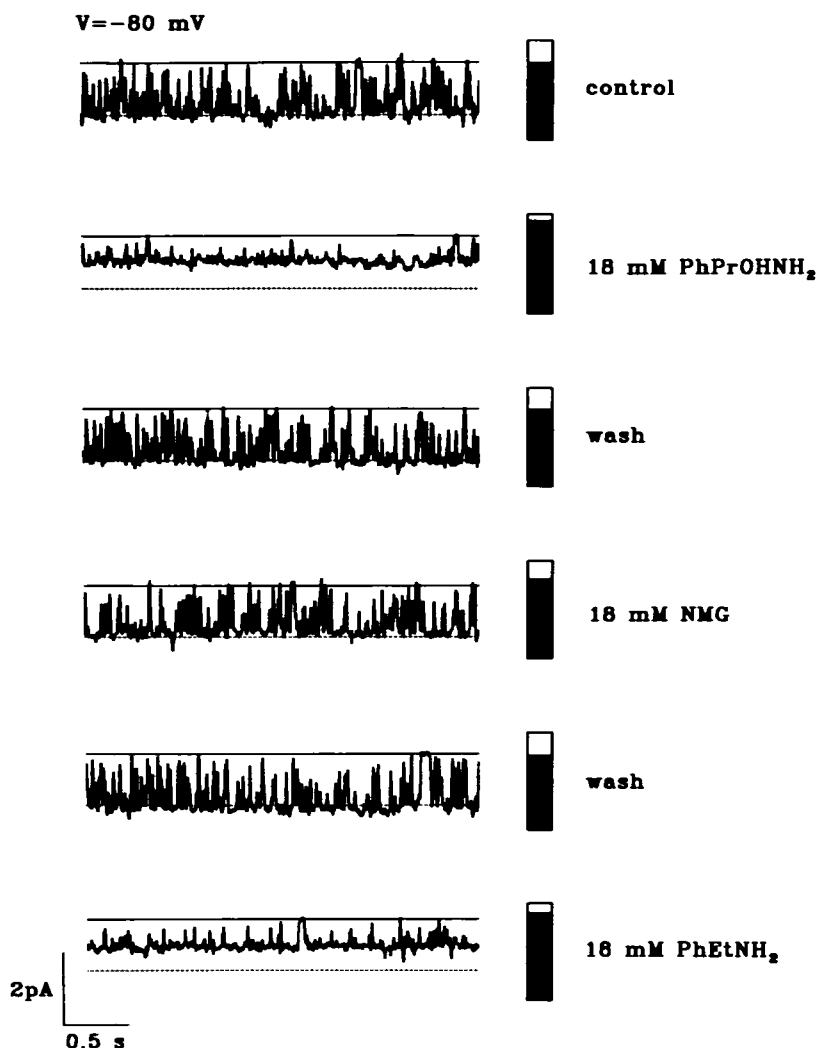 V=-80 mV
control
18 mM PhPrOHNH₂
wash
18 mM NMG
wash
18 mM PhEtNH₂
2pA
0.5 s